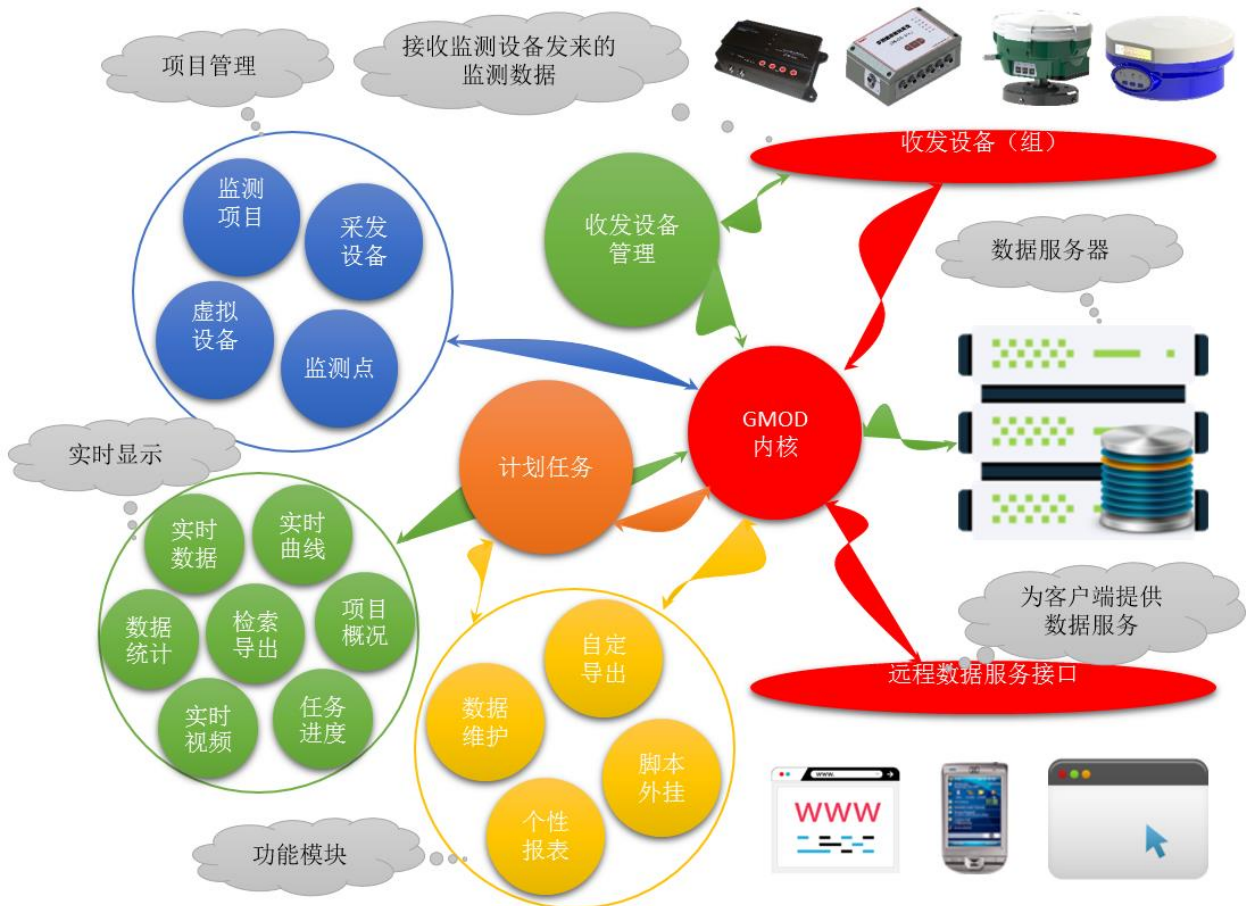 项目管理
接收监测设备发来的
监测数据
收发设备（组）
监测
项目
采发
设备
虚拟
设备
监测点
收发设备
管理
数据服务器
GMOD
内核
计划任务
实时显示
实时
数据
实时
曲线
数据
统计
检索
导出
项目
概况
实时
视频
任务
进度
自定
导出
数据
维护
脚本
外挂
个性
报表
功能模块
为客户端提供
数据服务
远程数据服务接口
www.
WWW